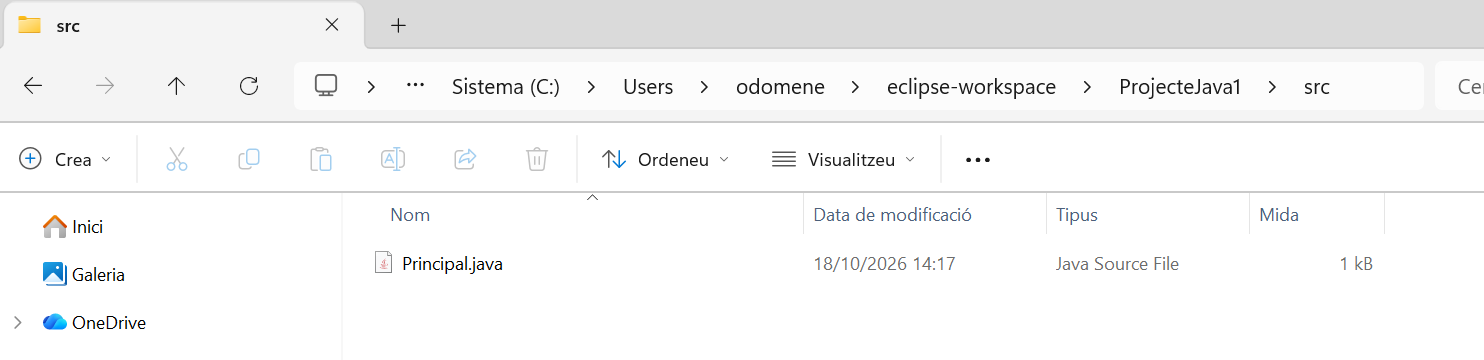 src
··· Sistema (C:) Users odomene eclipse-workspace ProjecteJava1 src Cer
Crea Ordeneu Visualitzeu ···
Nom Data de modificació Tipus Mida
Inici
Principal.java 18/10/2026 14:17 Java Source File 1 kB
Galeria
OneDrive